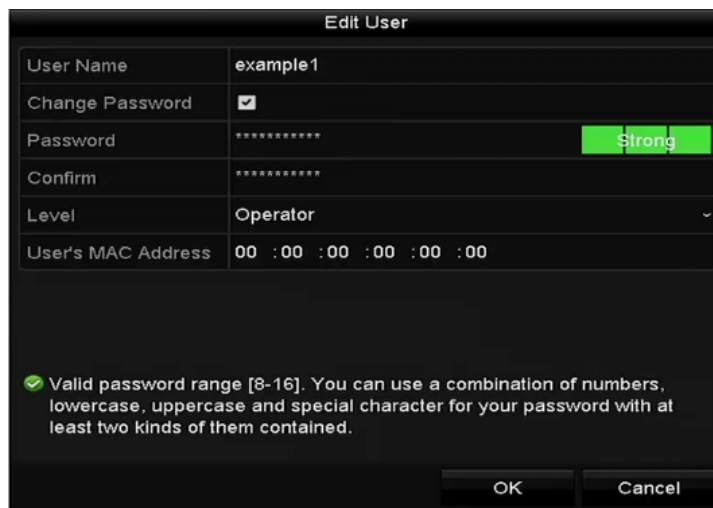 Edit User
User Name example1
Change Password
Password *********** Strong
Confirm ***********
Level Operator
User's MAC Address 00 :00 :00 :00 :00 :00
Valid password range [8-16]. You can use a combination of numbers,
lowercase, uppercase and special character for your password with at
least two kinds of them contained.
OK Cancel